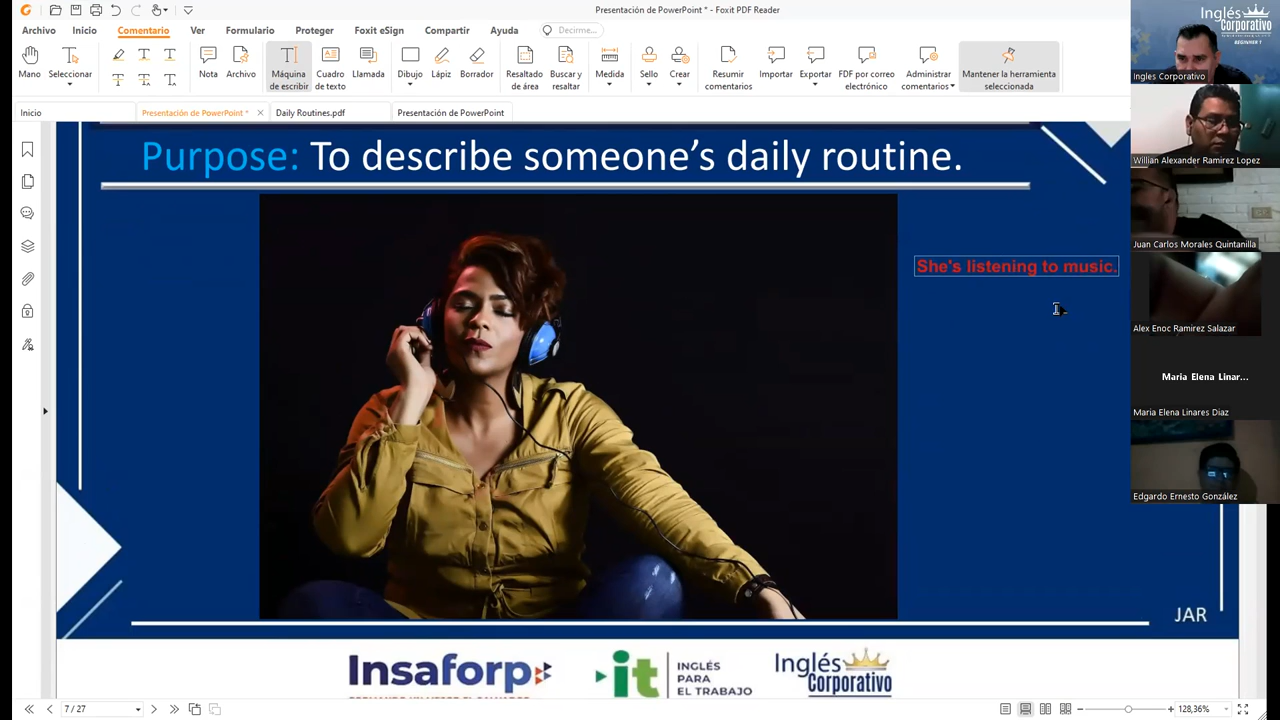 Presentación de PowerPoint * - Foxit PDF Reader
Archivo Inicio Comentario Ver Formulario Proteger Foxit eSign Compartir Ayuda Decirme...
Mano Seleccionar Nota Archivo Máquina de escribir Cuadro de texto Llamada Dibujo Lápiz Borrador Resaltado de área Buscar y resaltar Medida Sello Crear Resumir comentarios Importar Exportar PDF por correo electrónico Administrar comentarios Mantener la herramienta seleccionada
Inicio Presentación de PowerPoint * Daily Routines.pdf Presentación de PowerPoint
Purpose: To describe someone's daily routine.
She's listening to music.
JAR
Insaforp
it INGLÉS PARA EL TRABAJO
Inglés Corporativo
7 / 27
128,36%
Inglés Corporativo
BEGINNER 1
Ingles Corporativo
Willian Alexander Ramirez Lopez
Juan Carlos Morales Quintanilla
Alex Enoc Ramirez Salazar
Maria Elena Linar...
Maria Elena Linares Diaz
Edgardo Ernesto González